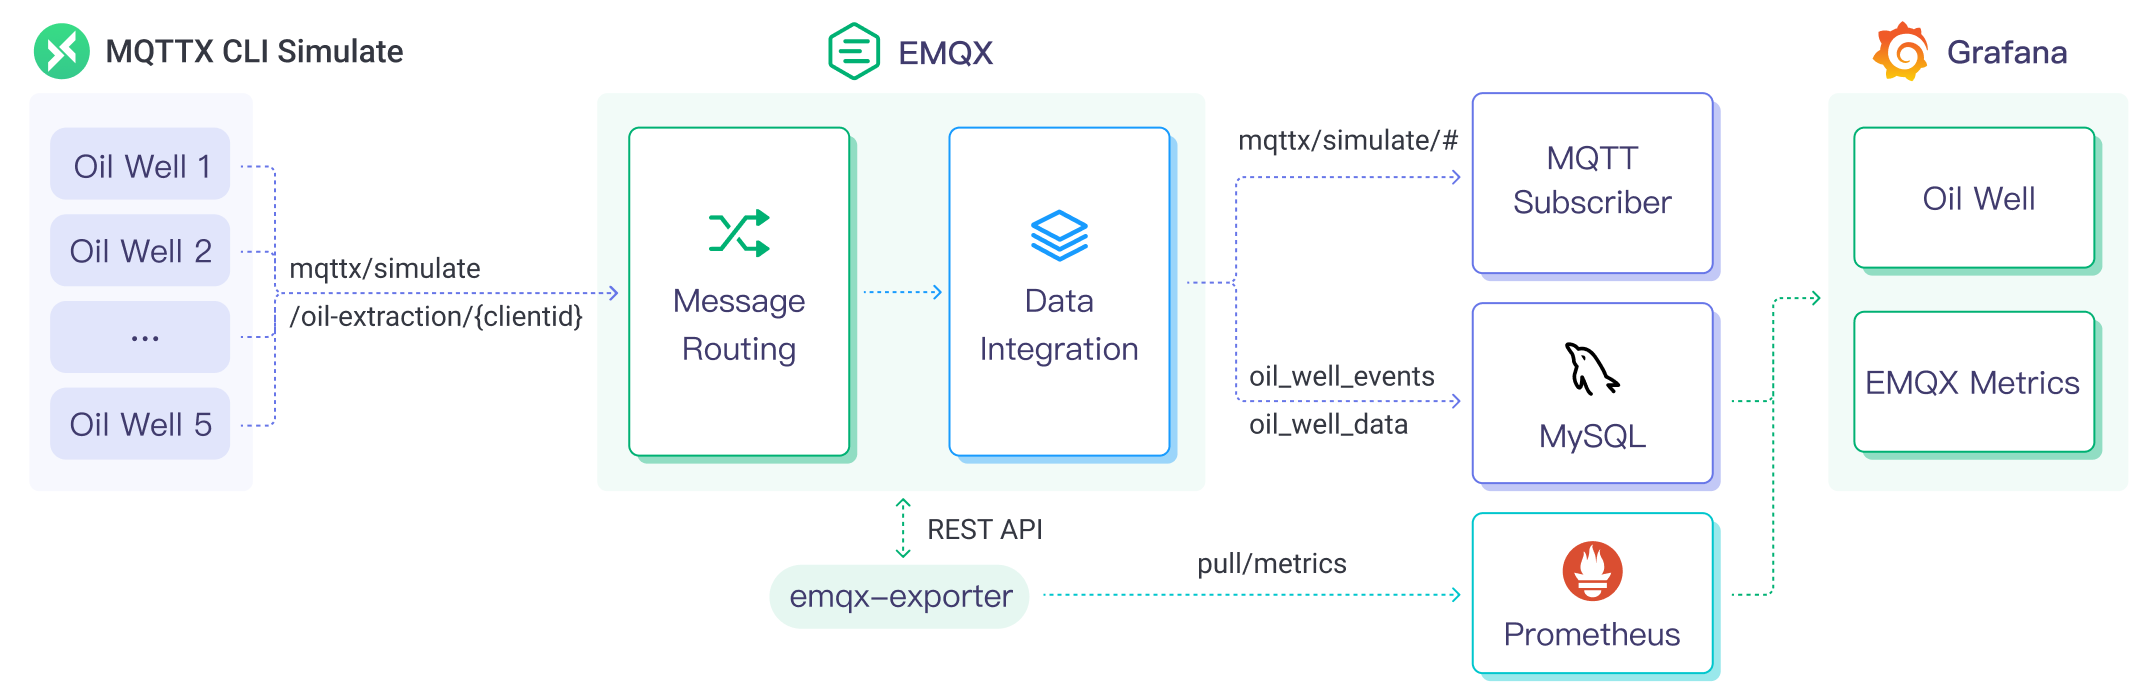 MQTTX CLI Simulate
Oil Well 1
Oil Well 2
...
Oil Well 5
mqttx/simulate
/oil-extraction/{clientid}
EMQX
Message
Routing
Data
Integration
REST API
emqx-exporter
mqttx/simulate/#
oil_well_events
oil_well_data
pull/metrics
MQTT
Subscriber
MySQL
Prometheus
Grafana
Oil Well
EMQX Metrics